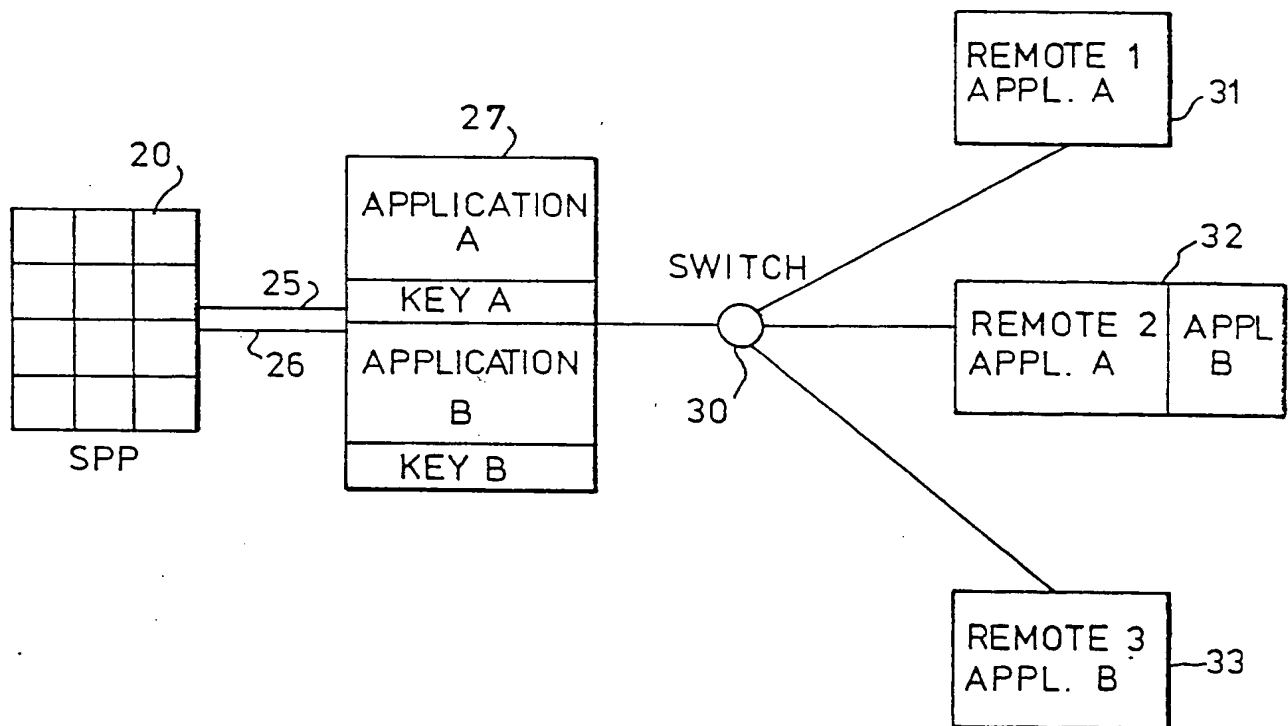 20
SPP
25
26
27
APPLICATION
A
KEY A
APPLICATION
B
KEY B
SWITCH
30
REMOTE 1
APPL. A
31
32
REMOTE 2
APPL. A
APPL
B
REMOTE 3
APPL. B
33